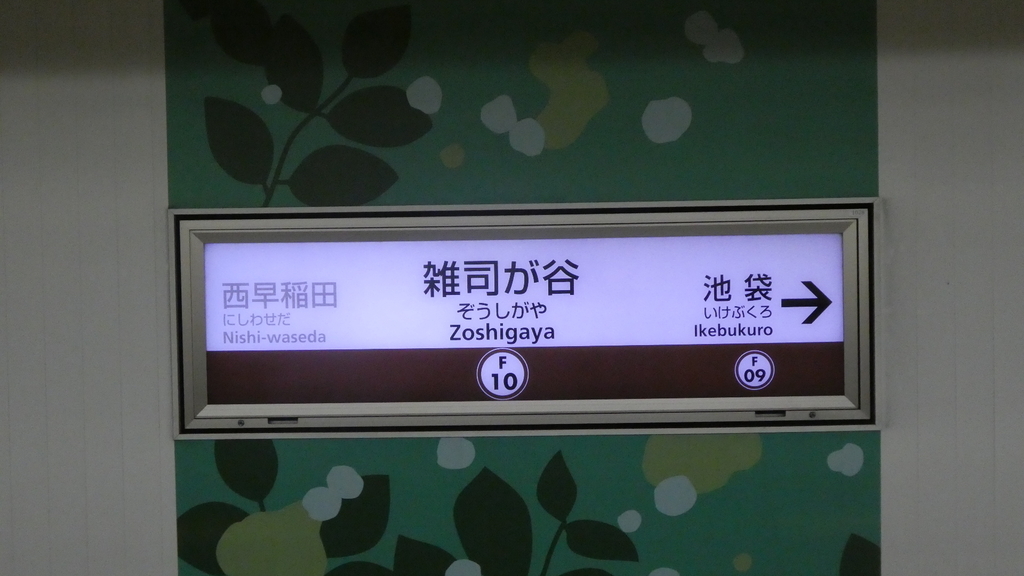 西早稲田
にしわせだ
Nishi-waseda
雑司が谷
ぞうしがや
Zoshigaya
F
10
池袋
いけぶくろ
Ikebukuro
F
09